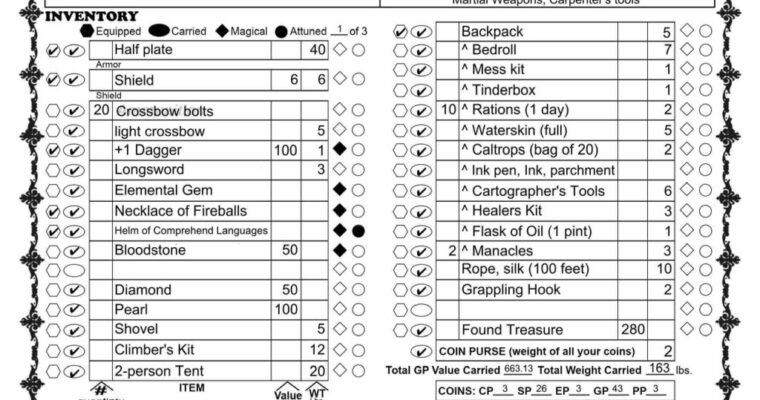 Martial Weapons, Carpenter's tools
INVENTORY
Equipped Carried Magical Attuned 1 of 3
Half plate 40
Armor
Shield 6 6
Shield
20 Crossbow bolts
light crossbow 5
+1 Dagger 100 1
Longsword 3
Elemental Gem
Necklace of Fireballs
Helm of Comprehend Languages
Bloodstone 50
Diamond 50
Pearl 100
Shovel 5
Climber's Kit 12
2-person Tent 20
# ITEM Value WT
Backpack 5
^ Bedroll 7
^ Mess kit 1
^ Tinderbox 1
10 ^ Rations (1 day) 2
^ Waterskin (full) 5
^ Caltrops (bag of 20) 2
^ Ink pen, Ink, parchment
^ Cartographer's Tools 6
^ Healers Kit 3
^ Flask of Oil (1 pint) 1
2 ^ Manacles 3
Rope, silk (100 feet) 10
Grappling Hook 2
Found Treasure 280
COIN PURSE (weight of all your coins) 2
Total GP Value Carried 663.13 Total Weight Carried 163 lbs.
COINS: CP 3 SP 26 EP 3 GP 43 PP 3